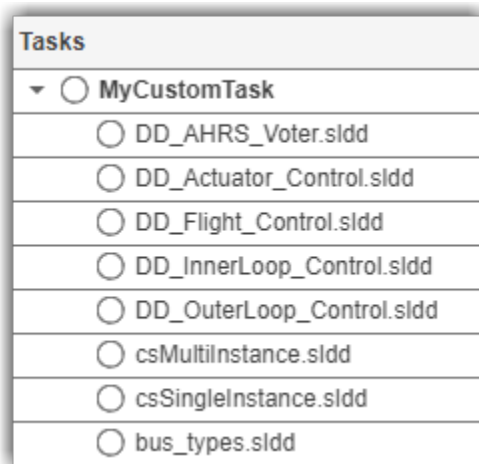 Tasks
MyCustomTask
DD_AHRS_Voter.sldd
DD_Actuator_Control.sldd
DD_Flight_Control.sldd
DD_InnerLoop_Control.sldd
DD_OuterLoop_Control.sldd
csMultiInstance.sldd
csSingleInstance.sldd
bus_types.sldd